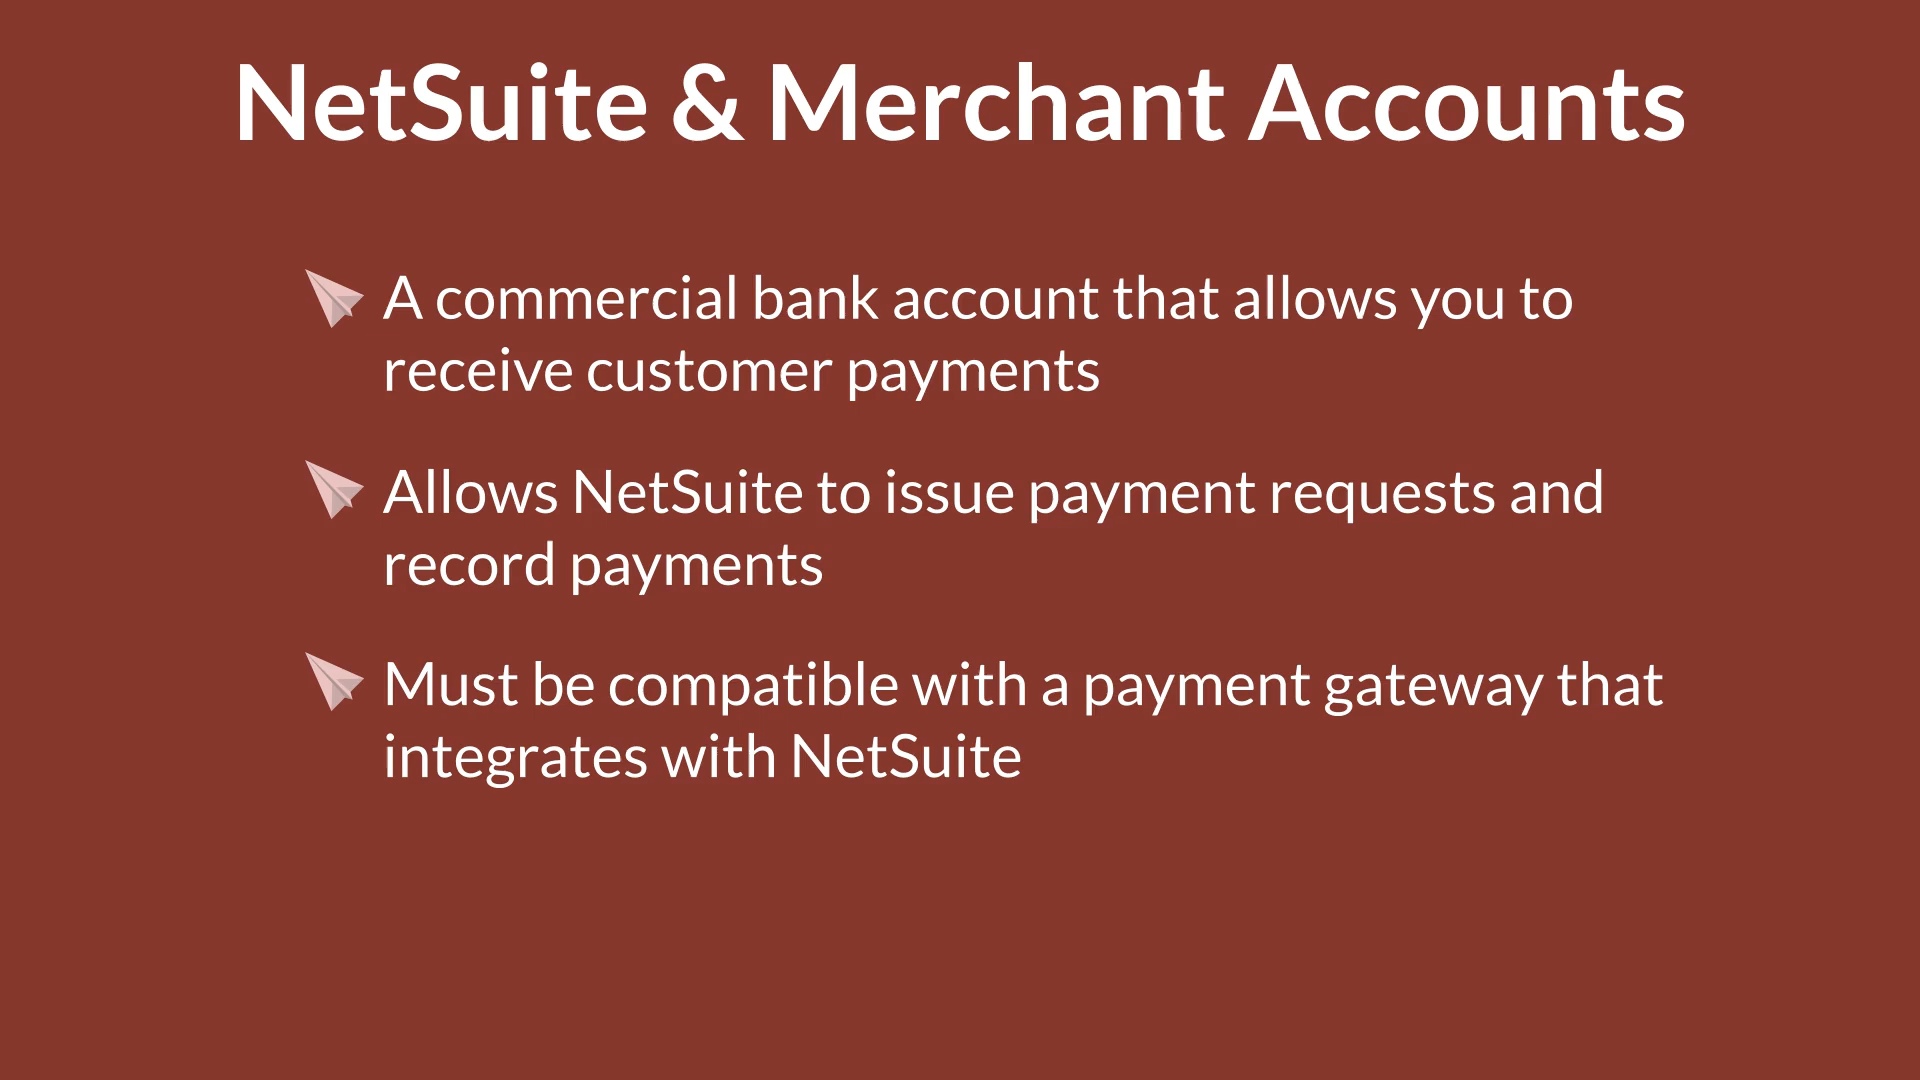 NetSuite & Merchant Accounts
A commercial bank account that allows you to
receive customer payments
Allows NetSuite to issue payment requests and
record payments
Must be compatible with a payment gateway that
integrates with NetSuite